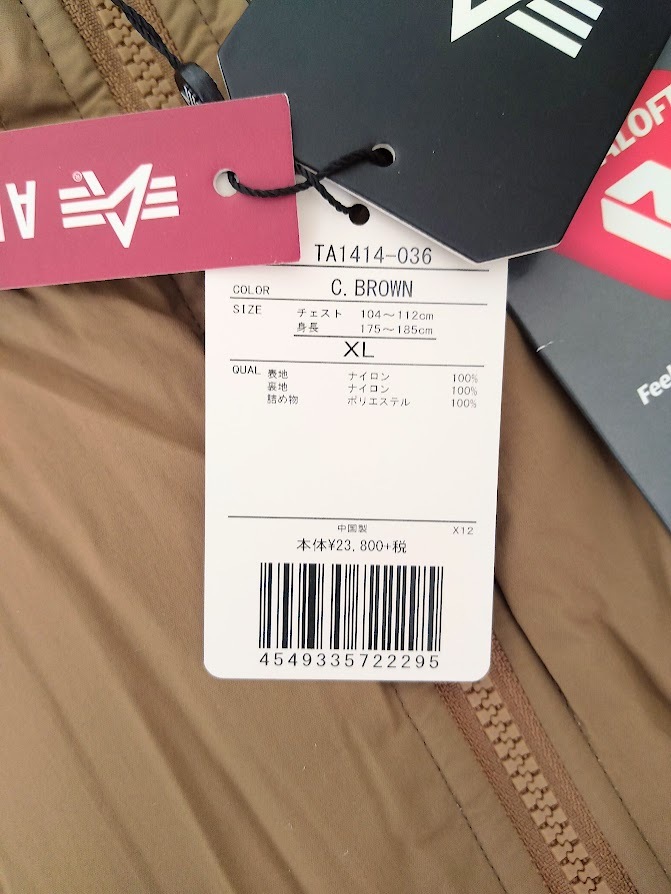 ALOFT
Feel
TA1414-036
COLOR C.BROWN
SIZE チェスト 104～112cm
身長 175～185cm
XL
QUAL 表地 ナイロン 100%
裏地 ナイロン 100%
詰め物 ポリエステル 100%
中国製 X12
本体¥23,800+税
4549335722295